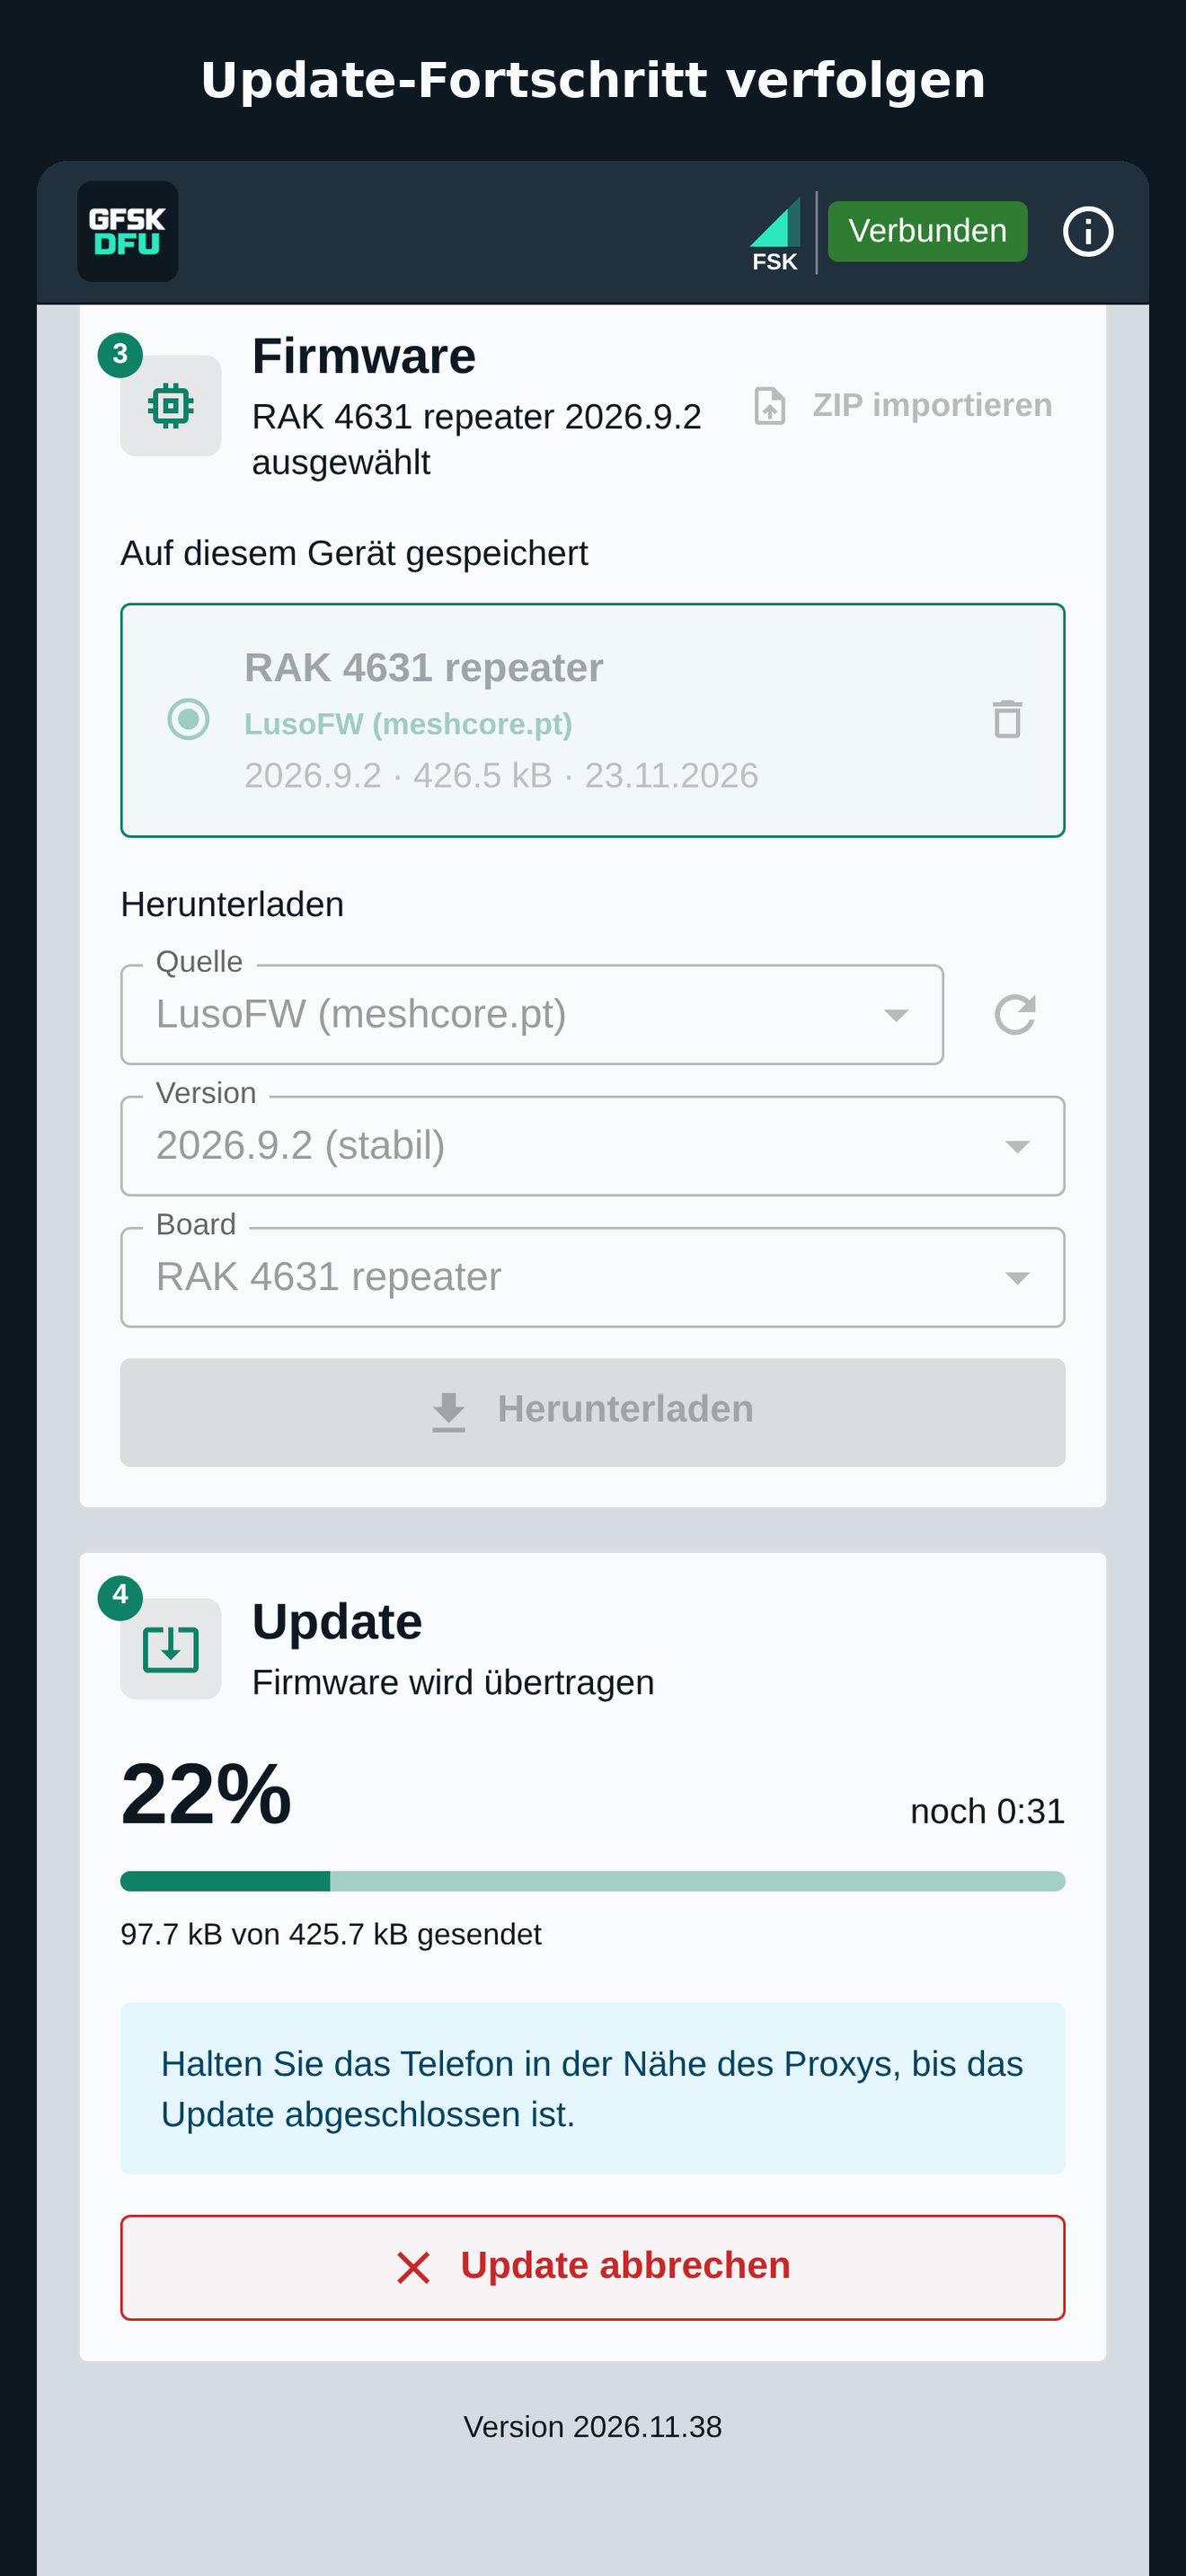 Update-Fortschritt verfolgen
GFSK
DFU
FSK
Verbunden
3
Firmware
RAK 4631 repeater 2026.9.2
ausgewählt
ZIP importieren
Auf diesem Gerät gespeichert
RAK 4631 repeater
LusoFW (meshcore.pt)
2026.9.2 · 426.5 kB · 23.11.2026
Herunterladen
Quelle
LusoFW (meshcore.pt)
Version
2026.9.2 (stabil)
Board
RAK 4631 repeater
Herunterladen
4
Update
Firmware wird übertragen
22%
noch 0:31
97.7 kB von 425.7 kB gesendet
Halten Sie das Telefon in der Nähe des Proxys, bis das
Update abgeschlossen ist.
Update abbrechen
Version 2026.11.38